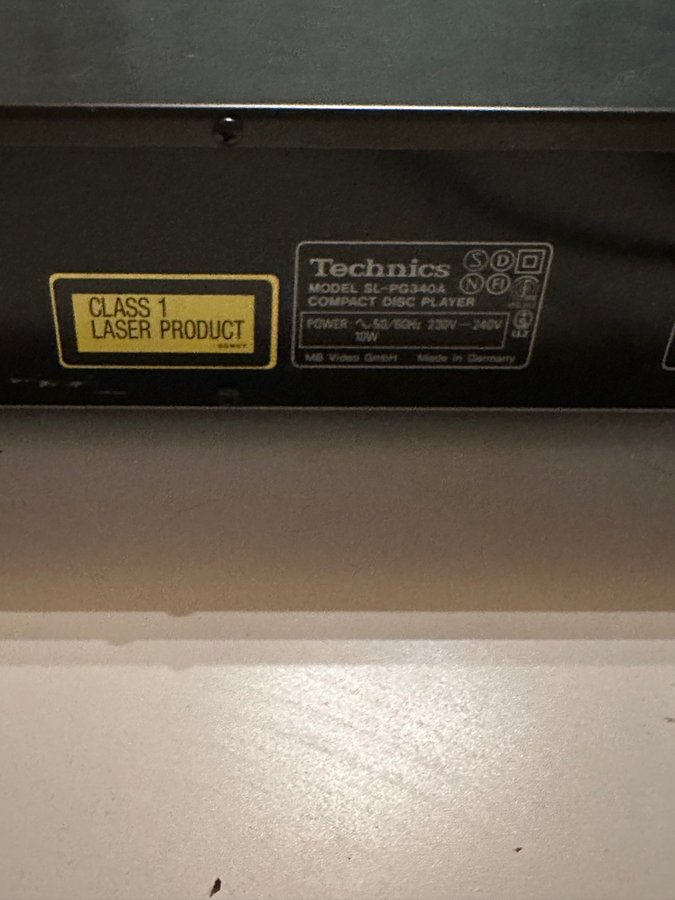 CLASS 1
LASER PRODUCT
Technics
MODEL SL-PG340A
COMPACT DISC PLAYER
POWER ~ 50/60Hz 230V — 240V
10W
MB Video GmbH Made in Germany
S D
N FI